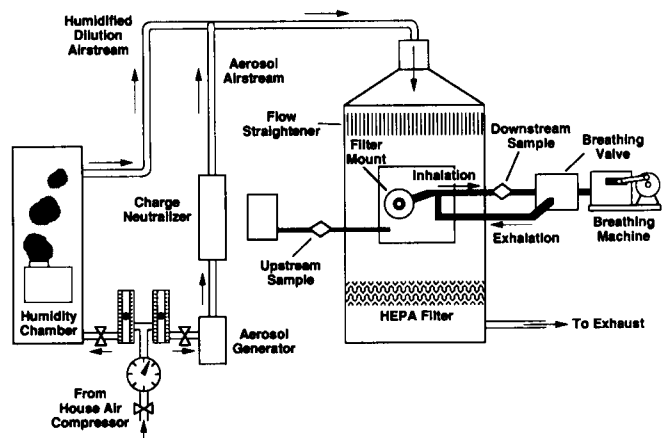 Humidified
Dilution
Airstream
Aerosol
Airstream
Flow
Straightener
Filter
Mount
Inhalation
Downstream
Sample
Breathing
Valve
Charge
Neutralizer
Exhalation
Breathing
Machine
Upstream
Sample
Humidity
Chamber
HEPA Filter
To Exhaust
Aerosol
Generator
From
House Air
Compressor